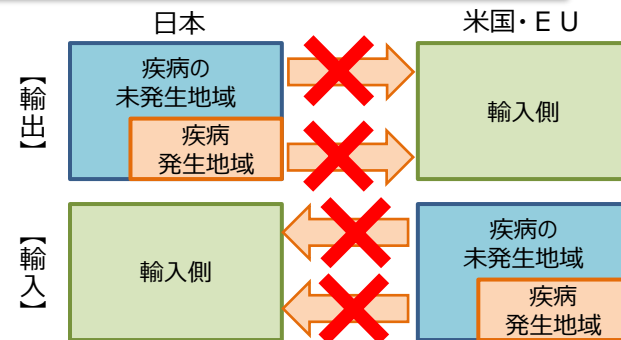 日本
米国・ＥＵ
【輸出】
疾病の
未発生地域
疾病
発生地域
輸入側
【輸入】
輸入側
疾病の
未発生地域
疾病
発生地域